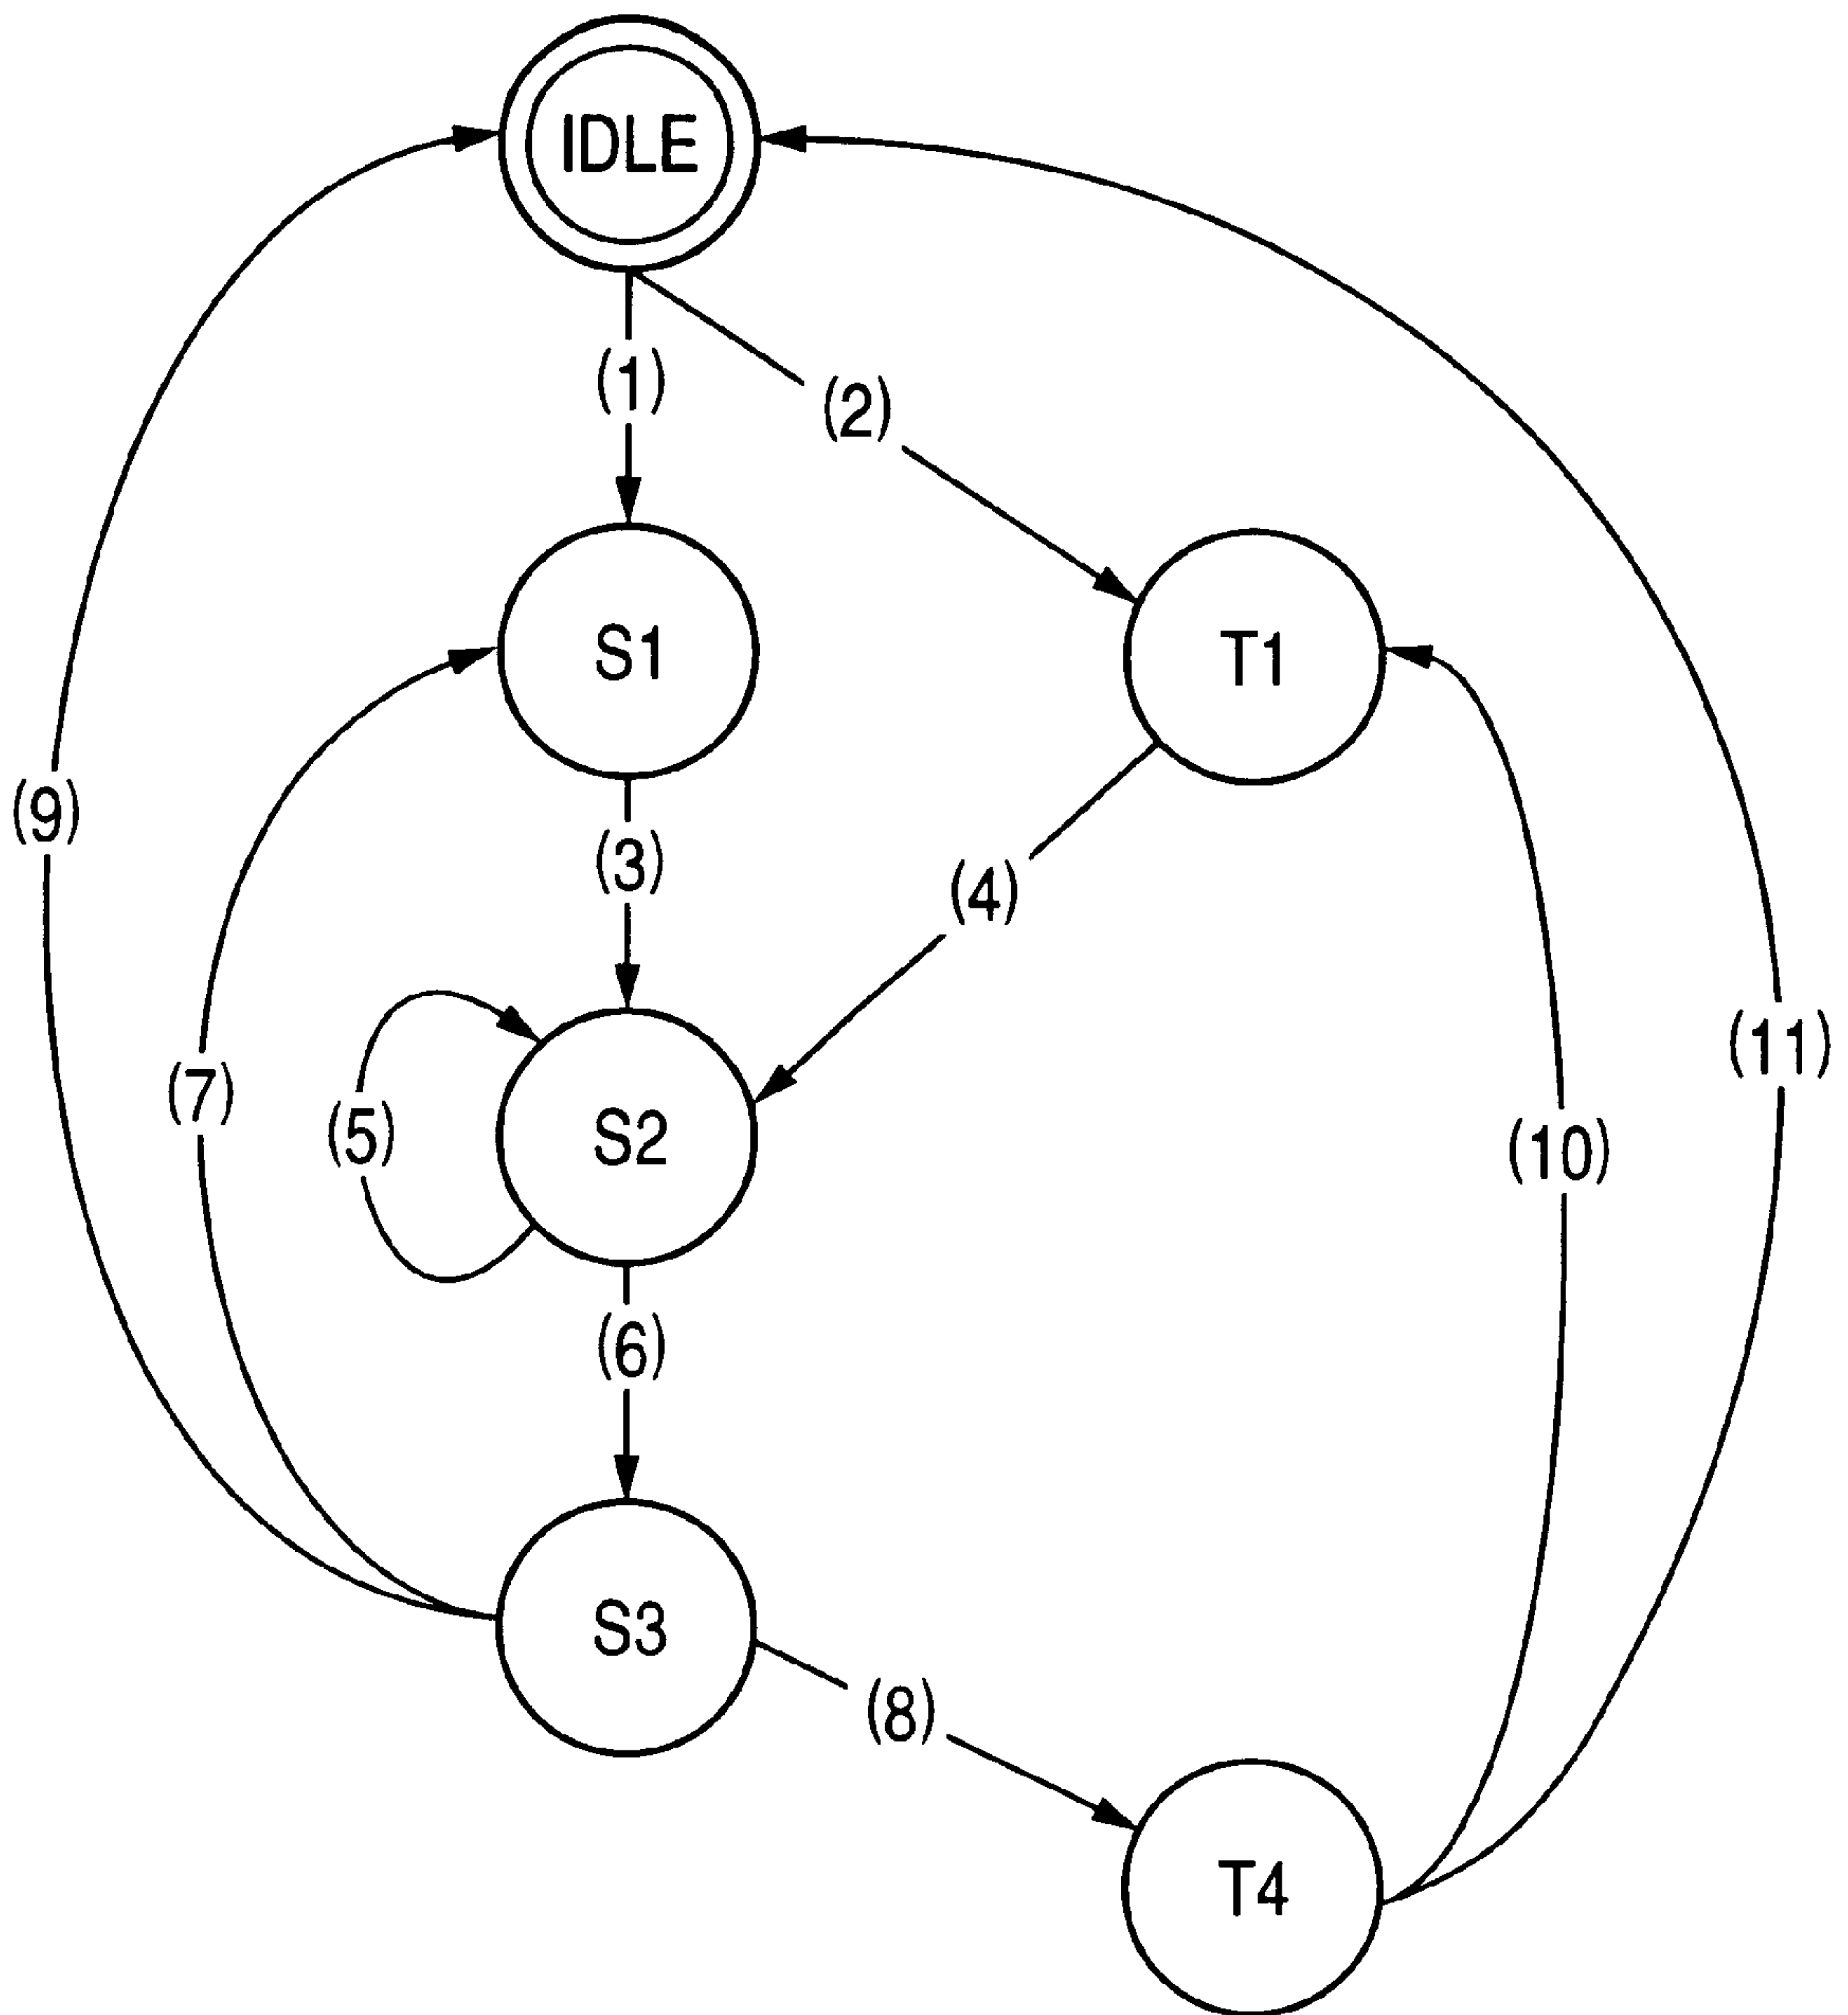 IDLE
(1)
(2)
S1
T1
(9)
(3)
(4)
(11)
(7)
(5)
S2
(10)
(6)
S3
(8)
T4